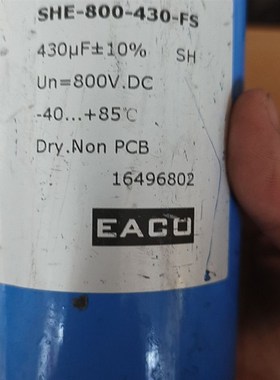 SHE-800-430-FS
430µF±10% SH
Un=800V.DC
-40...+85℃
Dry.Non PCB
16496802
EACO